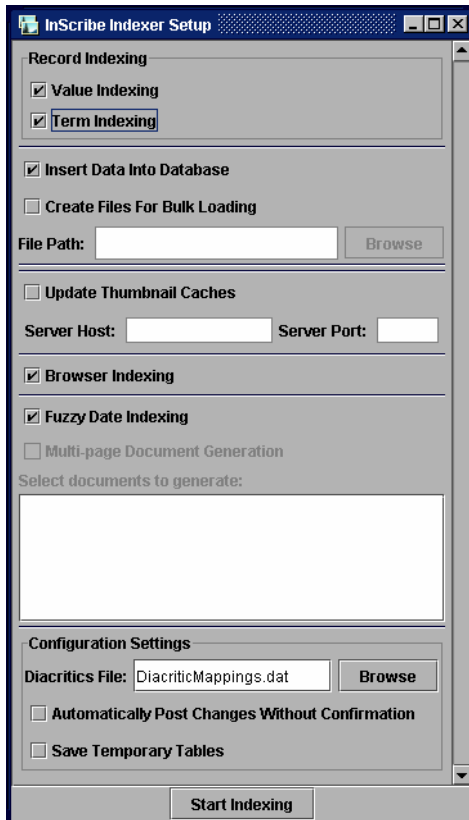 InScribe Indexer Setup
Record Indexing
Value Indexing
Term Indexing
Insert Data Into Database
Create Files For Bulk Loading
File Path: Browse
Update Thumbnail Caches
Server Host: Server Port:
Browser Indexing
Fuzzy Date Indexing
Multi-page Document Generation
Select documents to generate:
Configuration Settings
Diacritics File: DiacriticMappings.dat Browse
Automatically Post Changes Without Confirmation
Save Temporary Tables
Start Indexing